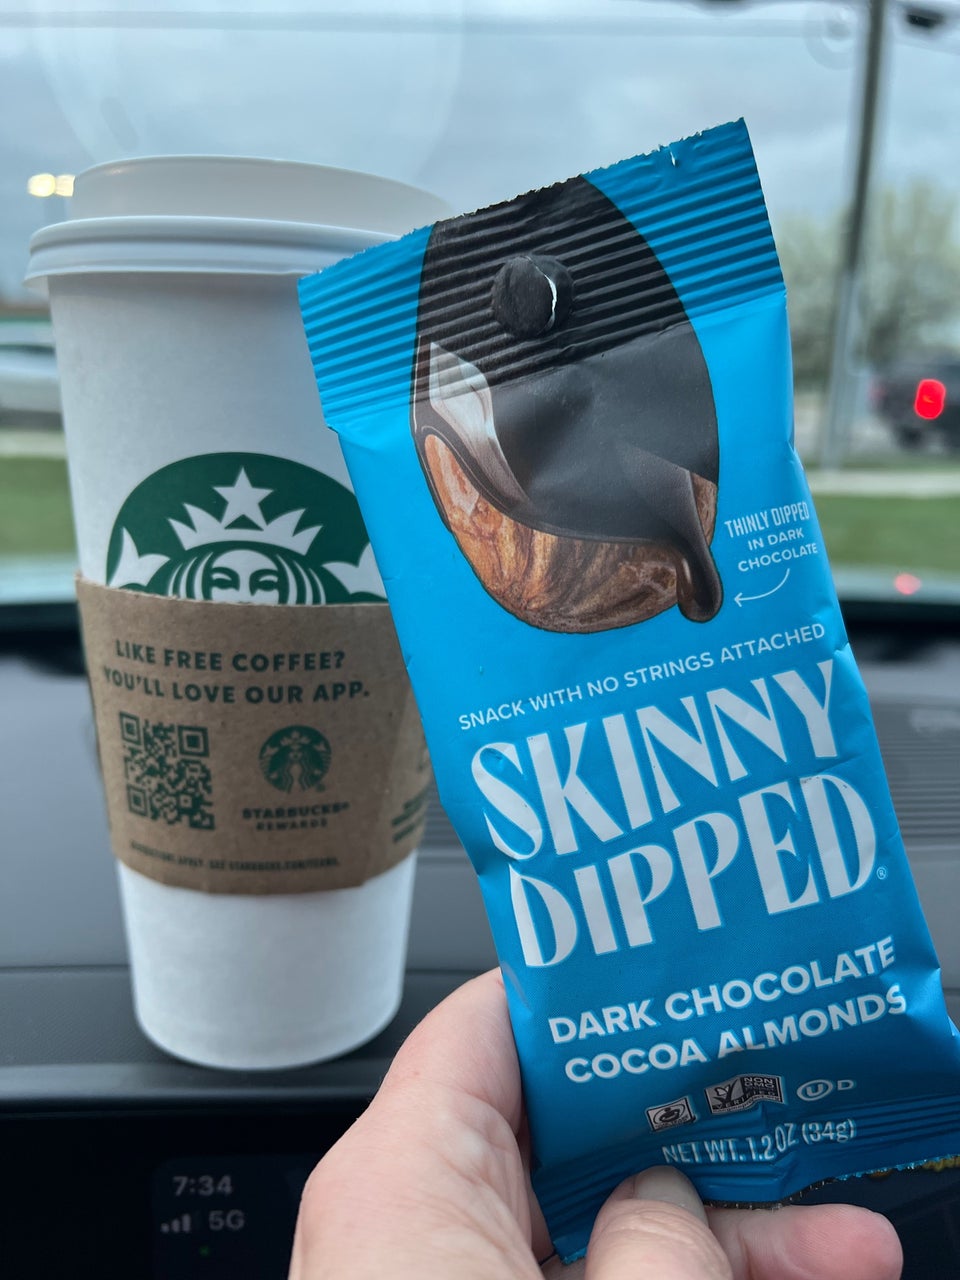 LIKE FREE COFFEE?
YOU'LL LOVE OUR APP.
STARBUCKS®
REWARDS
THINLY DIPPED
IN DARK
CHOCOLATE
SNACK WITH NO STRINGS ATTACHED
SKINNY
DIPPED®
DARK CHOCOLATE
COCOA ALMONDS
NON
GMO
VERIFIED
U D
NET WT. 1.2 OZ (34g)
7:34
5G